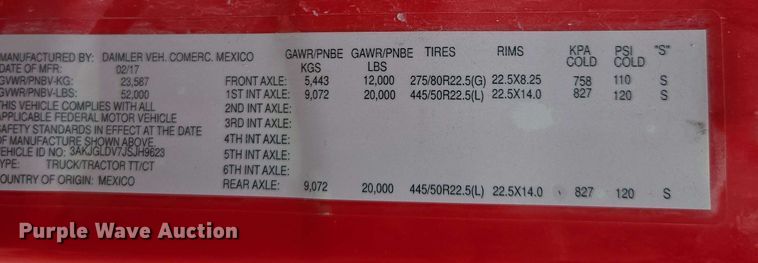 MANUFACTURED BY: DAIMLER VEH. COMERC. MEXICO
DATE OF MFR: 02/17
GVWR/PNBV-KG: 23,587
GVWR/PNBV-LBS: 52,000
THIS VEHICLE COMPLIES WITH ALL
APPLICABLE FEDERAL MOTOR VEHICLE
SAFETY STANDARDS IN EFFECT AT THE DATE
OF MANUFACTURE SHOWN ABOVE.
VEHICLE ID NO: 3AKJGLDV7JSJH9623
TYPE: TRUCK/TRACTOR TT/CT
COUNTRY OF ORIGIN: MEXICO
GAWR/PNBE GAWR/PNBE TIRES RIMS KPA PSI "S"
KGS LBS COLD COLD
FRONT AXLE: 5,443 12,000 275/80R22.5(G) 22.5X8.25 758 110 S
1ST INT AXLE: 9,072 20,000 445/50R22.5(L) 22.5X14.0 827 120 S
2ND INT AXLE:
3RD INT AXLE:
4TH INT AXLE:
5TH INT AXLE:
6TH INT AXLE:
REAR AXLE: 9,072 20,000 445/50R22.5(L) 22.5X14.0 827 120 S
Purple Wave Auction